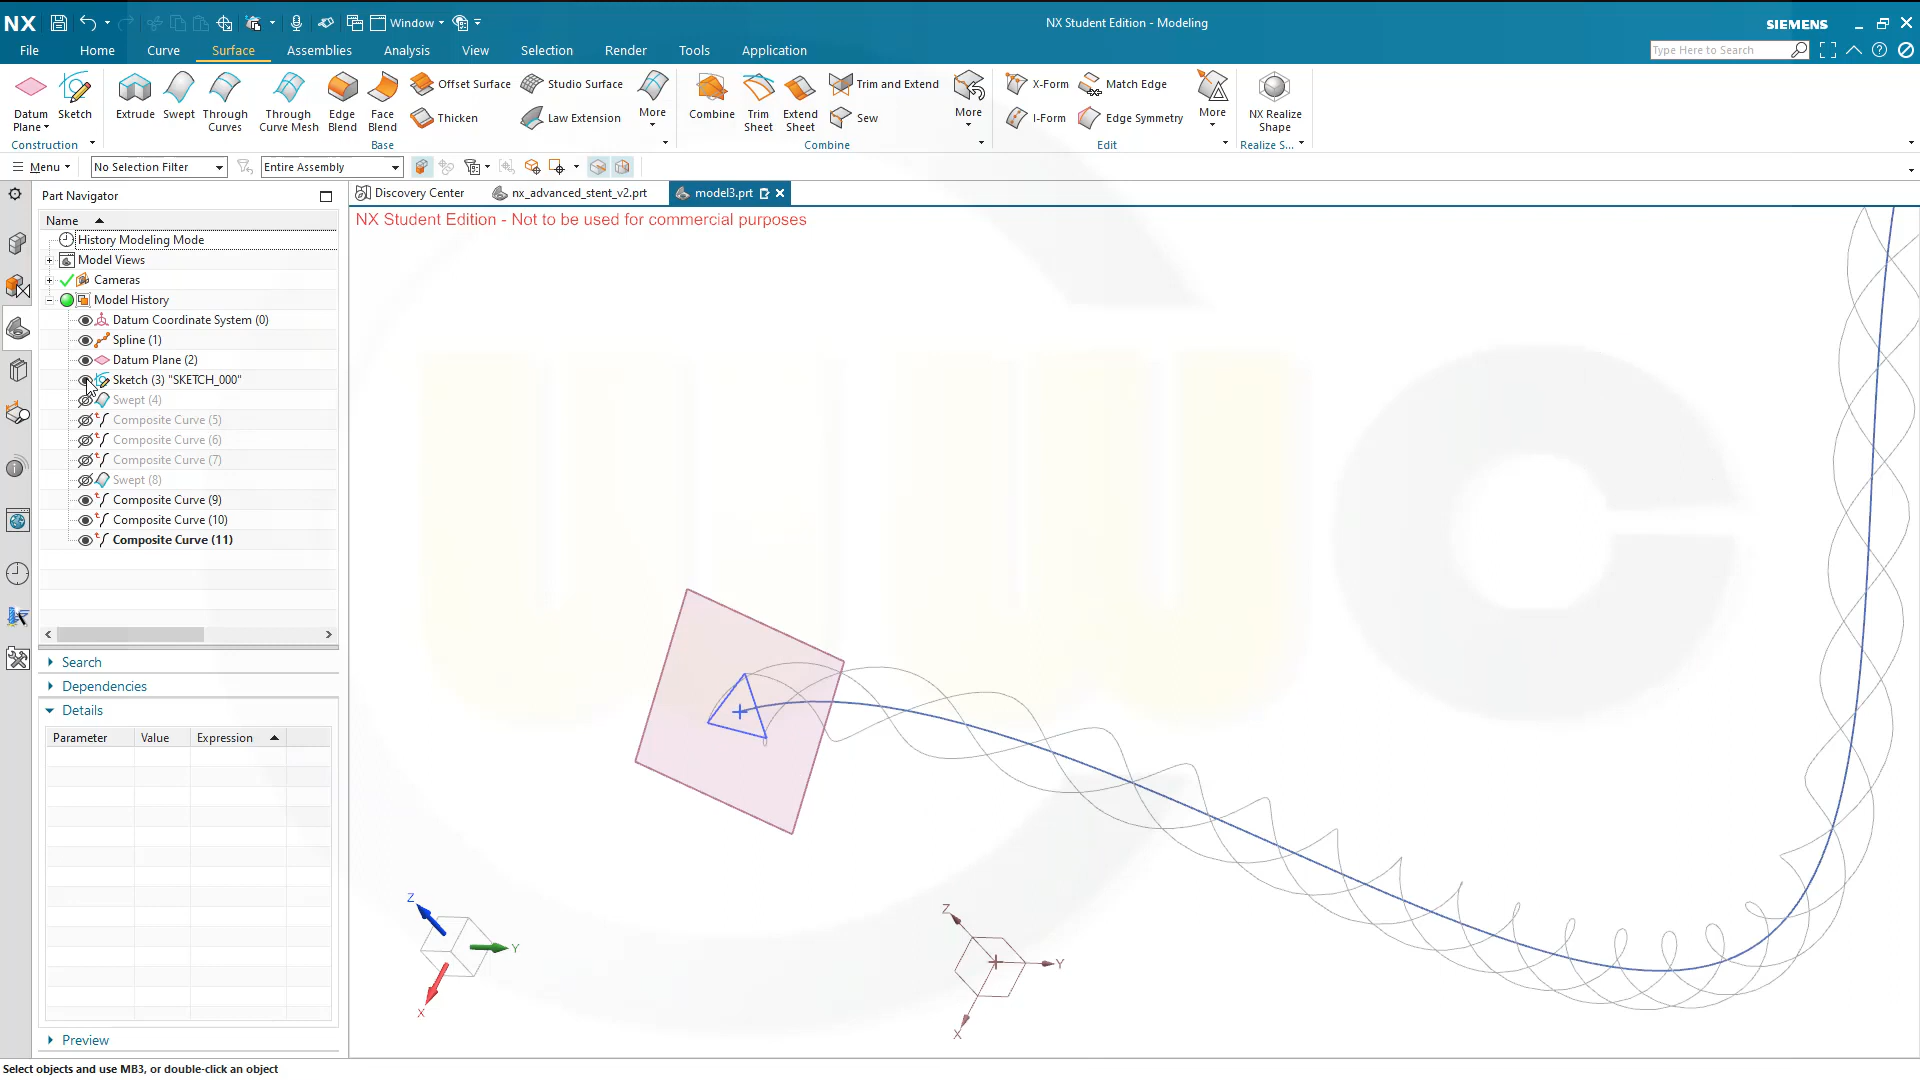 NX
Window
NX Student Edition - Modeling
SIEMENS
File
Home
Curve
Surface
Assemblies
Analysis
View
Selection
Render
Tools
Application
Type Here to Search
Datum Plane
Sketch
Extrude
Swept
Through Curves
Through Curve Mesh
Edge Blend
Face Blend
Offset Surface
Thicken
Studio Surface
Law Extension
More
Combine
Trim Sheet
Extend Sheet
Trim and Extend
Sew
More
X-Form
I-Form
Match Edge
Edge Symmetry
More
NX Realize Shape
Construction
Base
Combine
Edit
Realize S...
Menu
No Selection Filter
Entire Assembly
Part Navigator
Discovery Center
nx_advanced_stent_v2.prt
model3.prt
NX Student Edition - Not to be used for commercial purposes
Name
History Modeling Mode
Model Views
Cameras
Model History
Datum Coordinate System (0)
Spline (1)
Datum Plane (2)
Sketch (3) "SKETCH_000"
Swept (4)
Composite Curve (5)
Composite Curve (6)
Composite Curve (7)
Swept (8)
Composite Curve (9)
Composite Curve (10)
Composite Curve (11)
Search
Dependencies
Details
Parameter
Value
Expression
Preview
Z
Y
X
Z
Y
X
Select objects and use MB3, or double-click an object